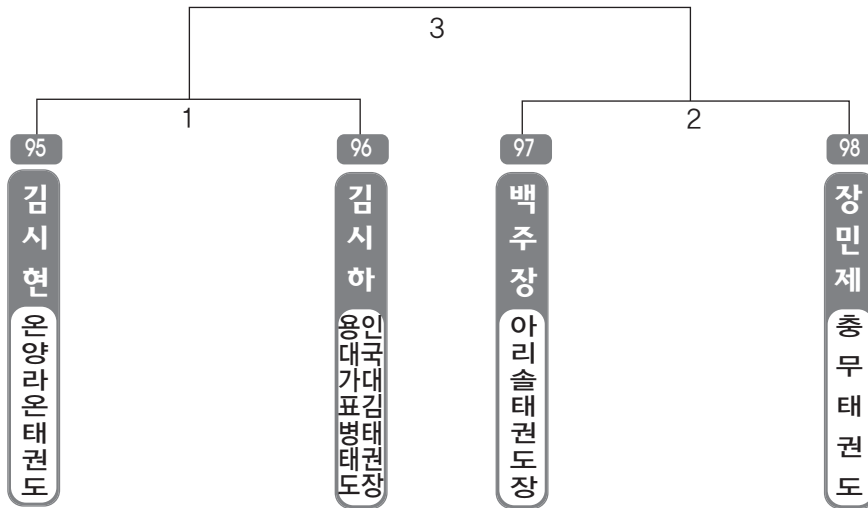 3
1
2
95
96
97
98
김시현
김시하
백주장
장민제
온양라온태권도
용인대국가대표김병태태권도장
아리솔태권도장
충무태권도